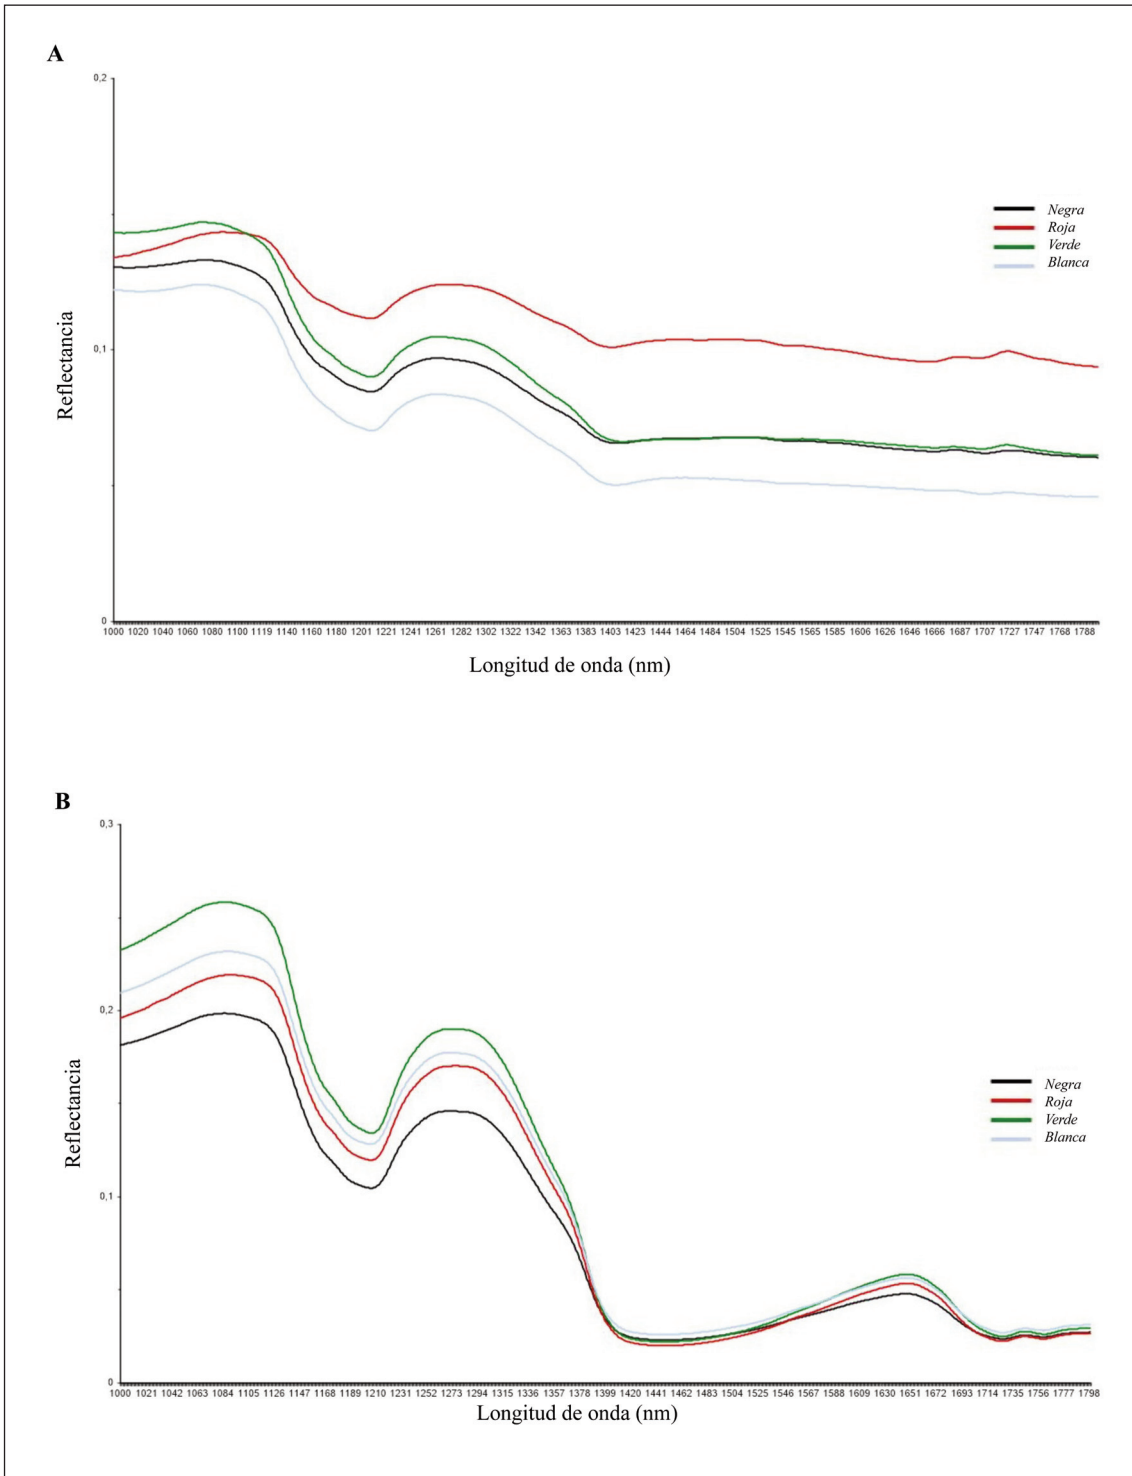 A
0,2
Negra
Roja
Verde
Blanca
0,1
Reflectancia
0
1000 1020 1040 1060 1080 1100 1119 1140 1160 1180 1201 1221 1241 1261 1282 1302 1322 1342 1363 1383 1403 1423 1444 1464 1484 1504 1525 1545 1565 1585 1606 1626 1646 1666 1687 1707 1727 1747 1768 1788
Longitud de onda (nm)
B
0,3
0,2
Reflectancia
Negra
Roja
Verde
Blanca
0,1
0
1000 1021 1042 1063 1084 1105 1126 1147 1168 1189 1210 1231 1252 1273 1294 1315 1336 1357 1378 1399 1420 1441 1462 1483 1504 1525 1546 1567 1588 1609 1630 1651 1672 1693 1714 1735 1756 1777 1798
Longitud de onda (nm)